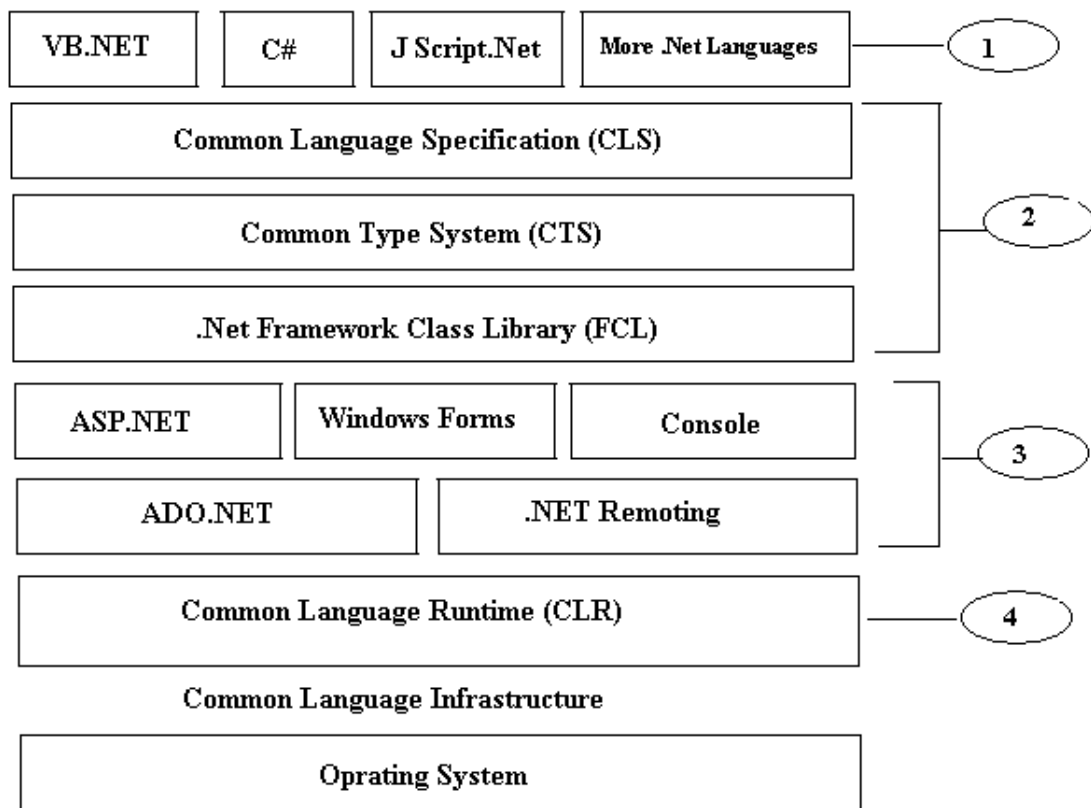 VB.NET
C#
J Script.Net
More .Net Languages
1
Common Language Specification (CLS)
2
Common Type System (CTS)
.Net Framework Class Library (FCL)
ASP.NET
Windows Forms
Console
3
ADO.NET
.NET Remoting
Common Language Runtime (CLR)
4
Common Language Infrastructure
Oprating System